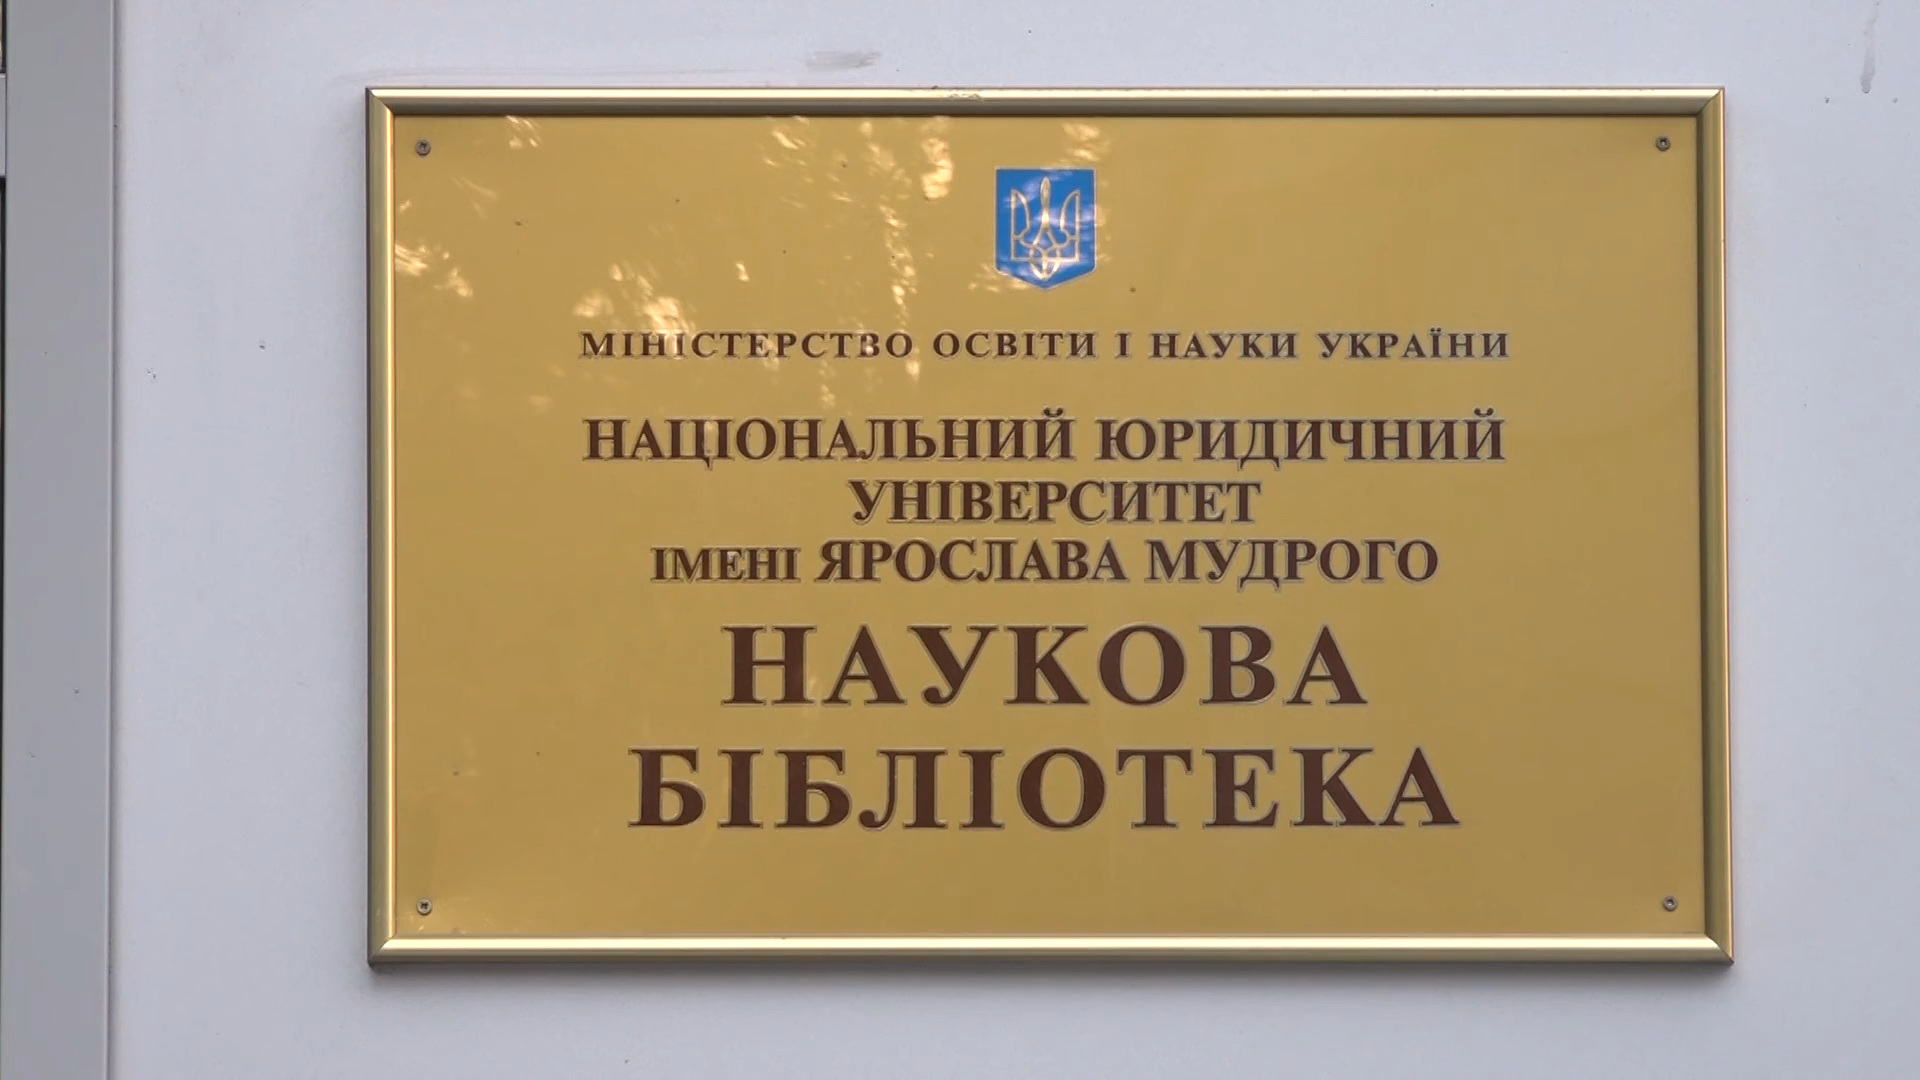 МІНІСТЕРСТВО ОСВІТИ І НАУКИ УКРАЇНИ
НАЦІОНАЛЬНИЙ ЮРИДИЧНИЙ
УНІВЕРСИТЕТ
ІМЕНІ ЯРОСЛАВА МУДРОГО
НАУКОВА
БІБЛІОТЕКА